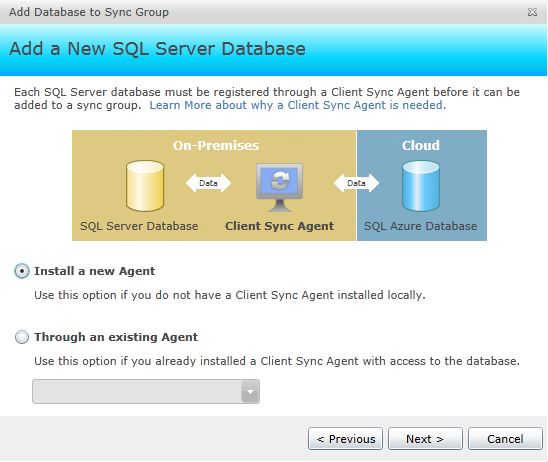 Add Database to Sync Group
Add a New SQL Server Database
Each SQL Server database must be registered through a Client Sync Agent before it can be
added to a sync group. Learn More about why a Client Sync Agent is needed.
On-Premises
Cloud
Data
Data
SQL Server Database
Client Sync Agent
SQL Azure Database
Install a new Agent
Use this option if you do not have a Client Sync Agent installed locally.
Through an existing Agent
Use this option if you already installed a Client Sync Agent with access to the database.
< Previous
Next >
Cancel